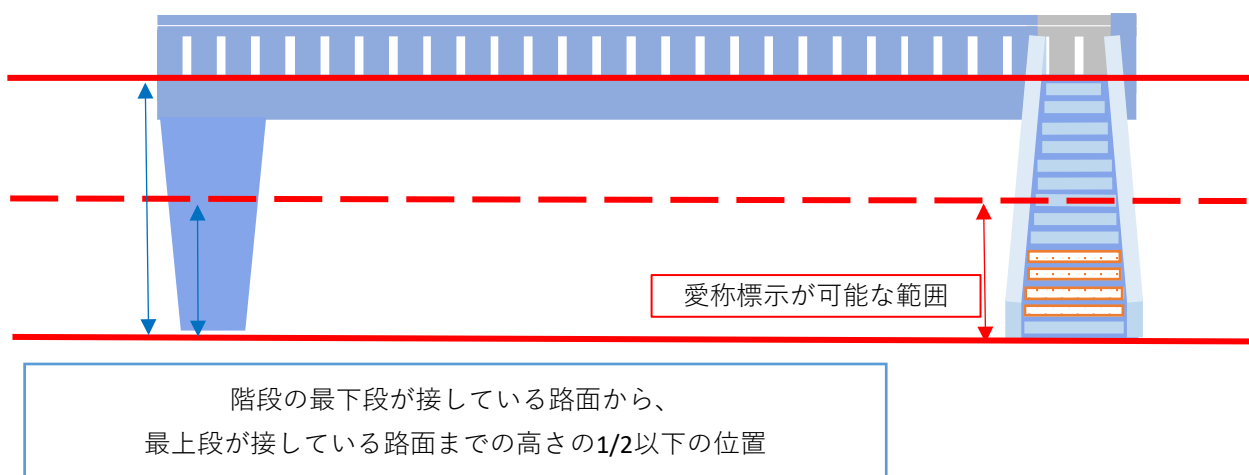 愛称標示が可能な範囲
階段の最下段が接している路面から、
最上段が接している路面までの高さの1/2以下の位置